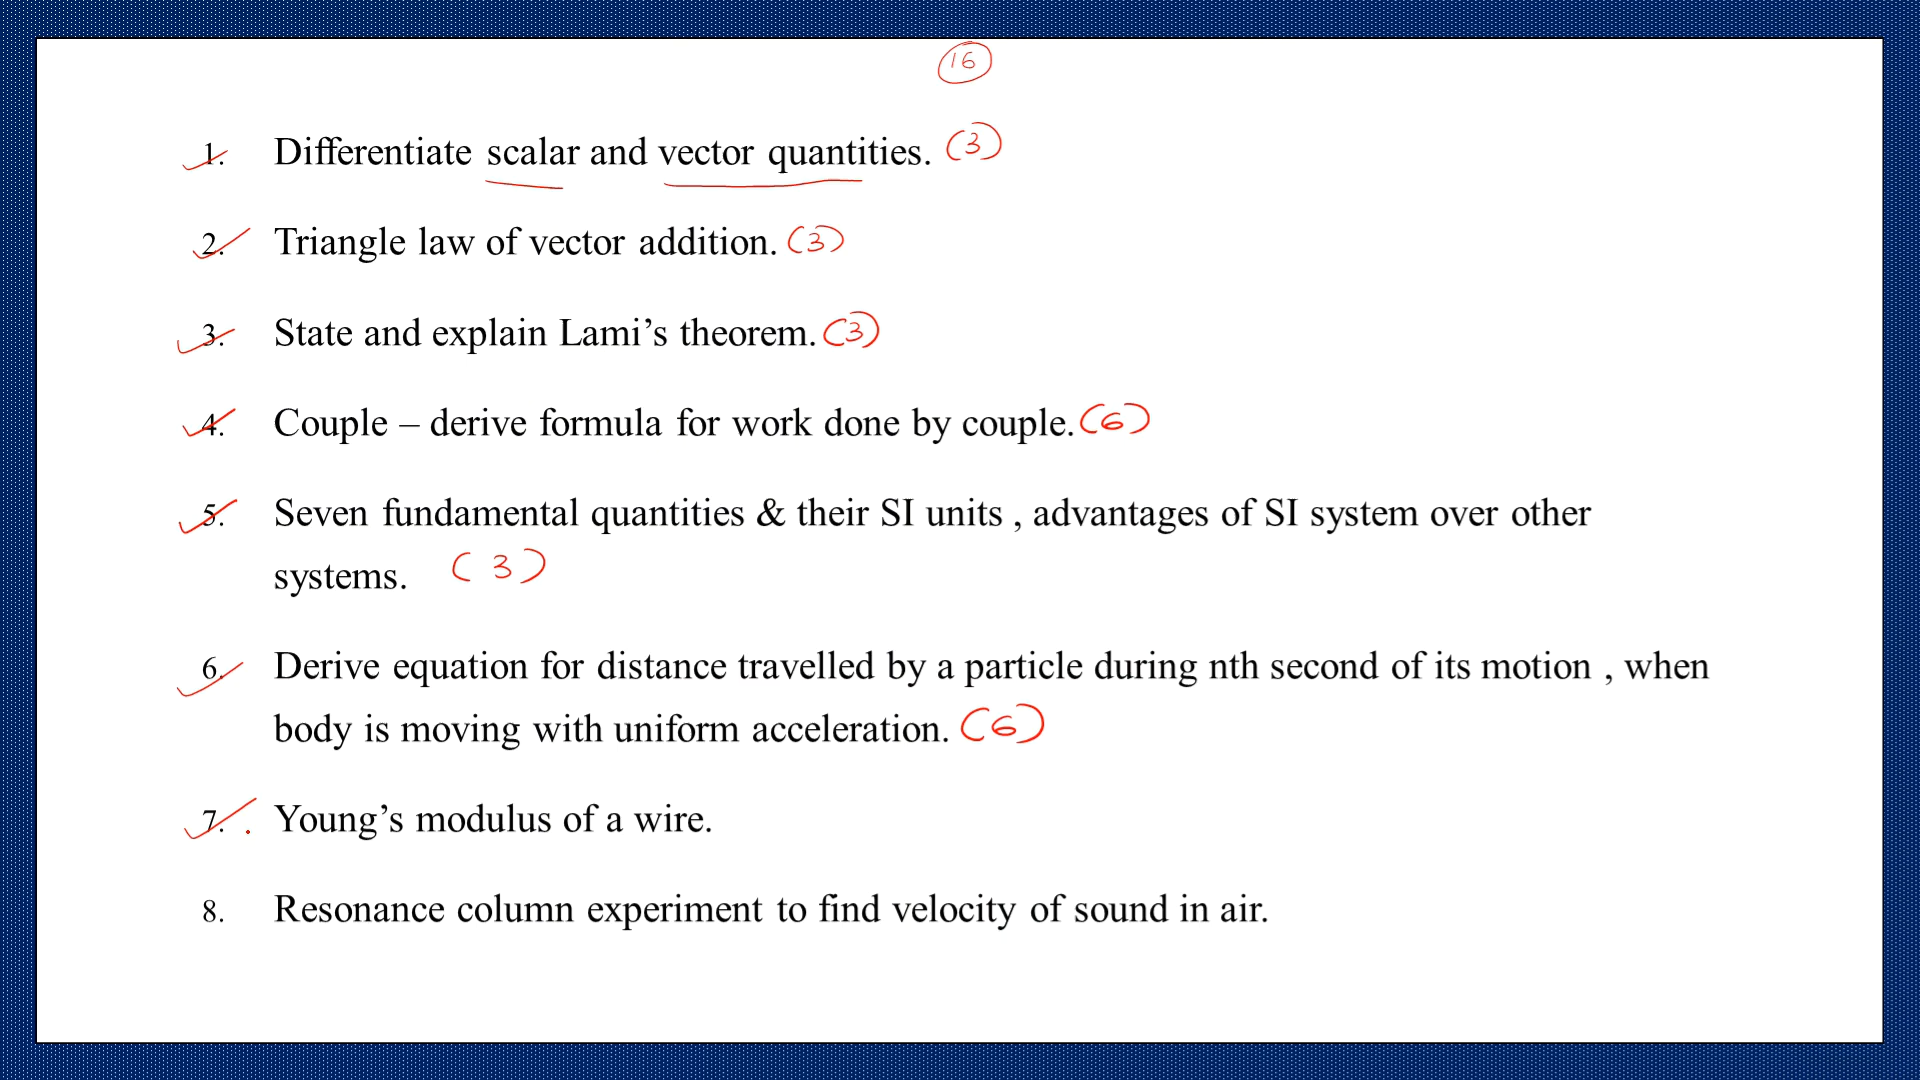 16
1. Differentiate scalar and vector quantities. (3)
2. Triangle law of vector addition. (3)
3. State and explain Lami’s theorem. (3)
4. Couple – derive formula for work done by couple. (6)
5. Seven fundamental quantities & their SI units , advantages of SI system over other
systems. (3)
6. Derive equation for distance travelled by a particle during nth second of its motion , when
body is moving with uniform acceleration. (6)
7. Young’s modulus of a wire.
8. Resonance column experiment to find velocity of sound in air.